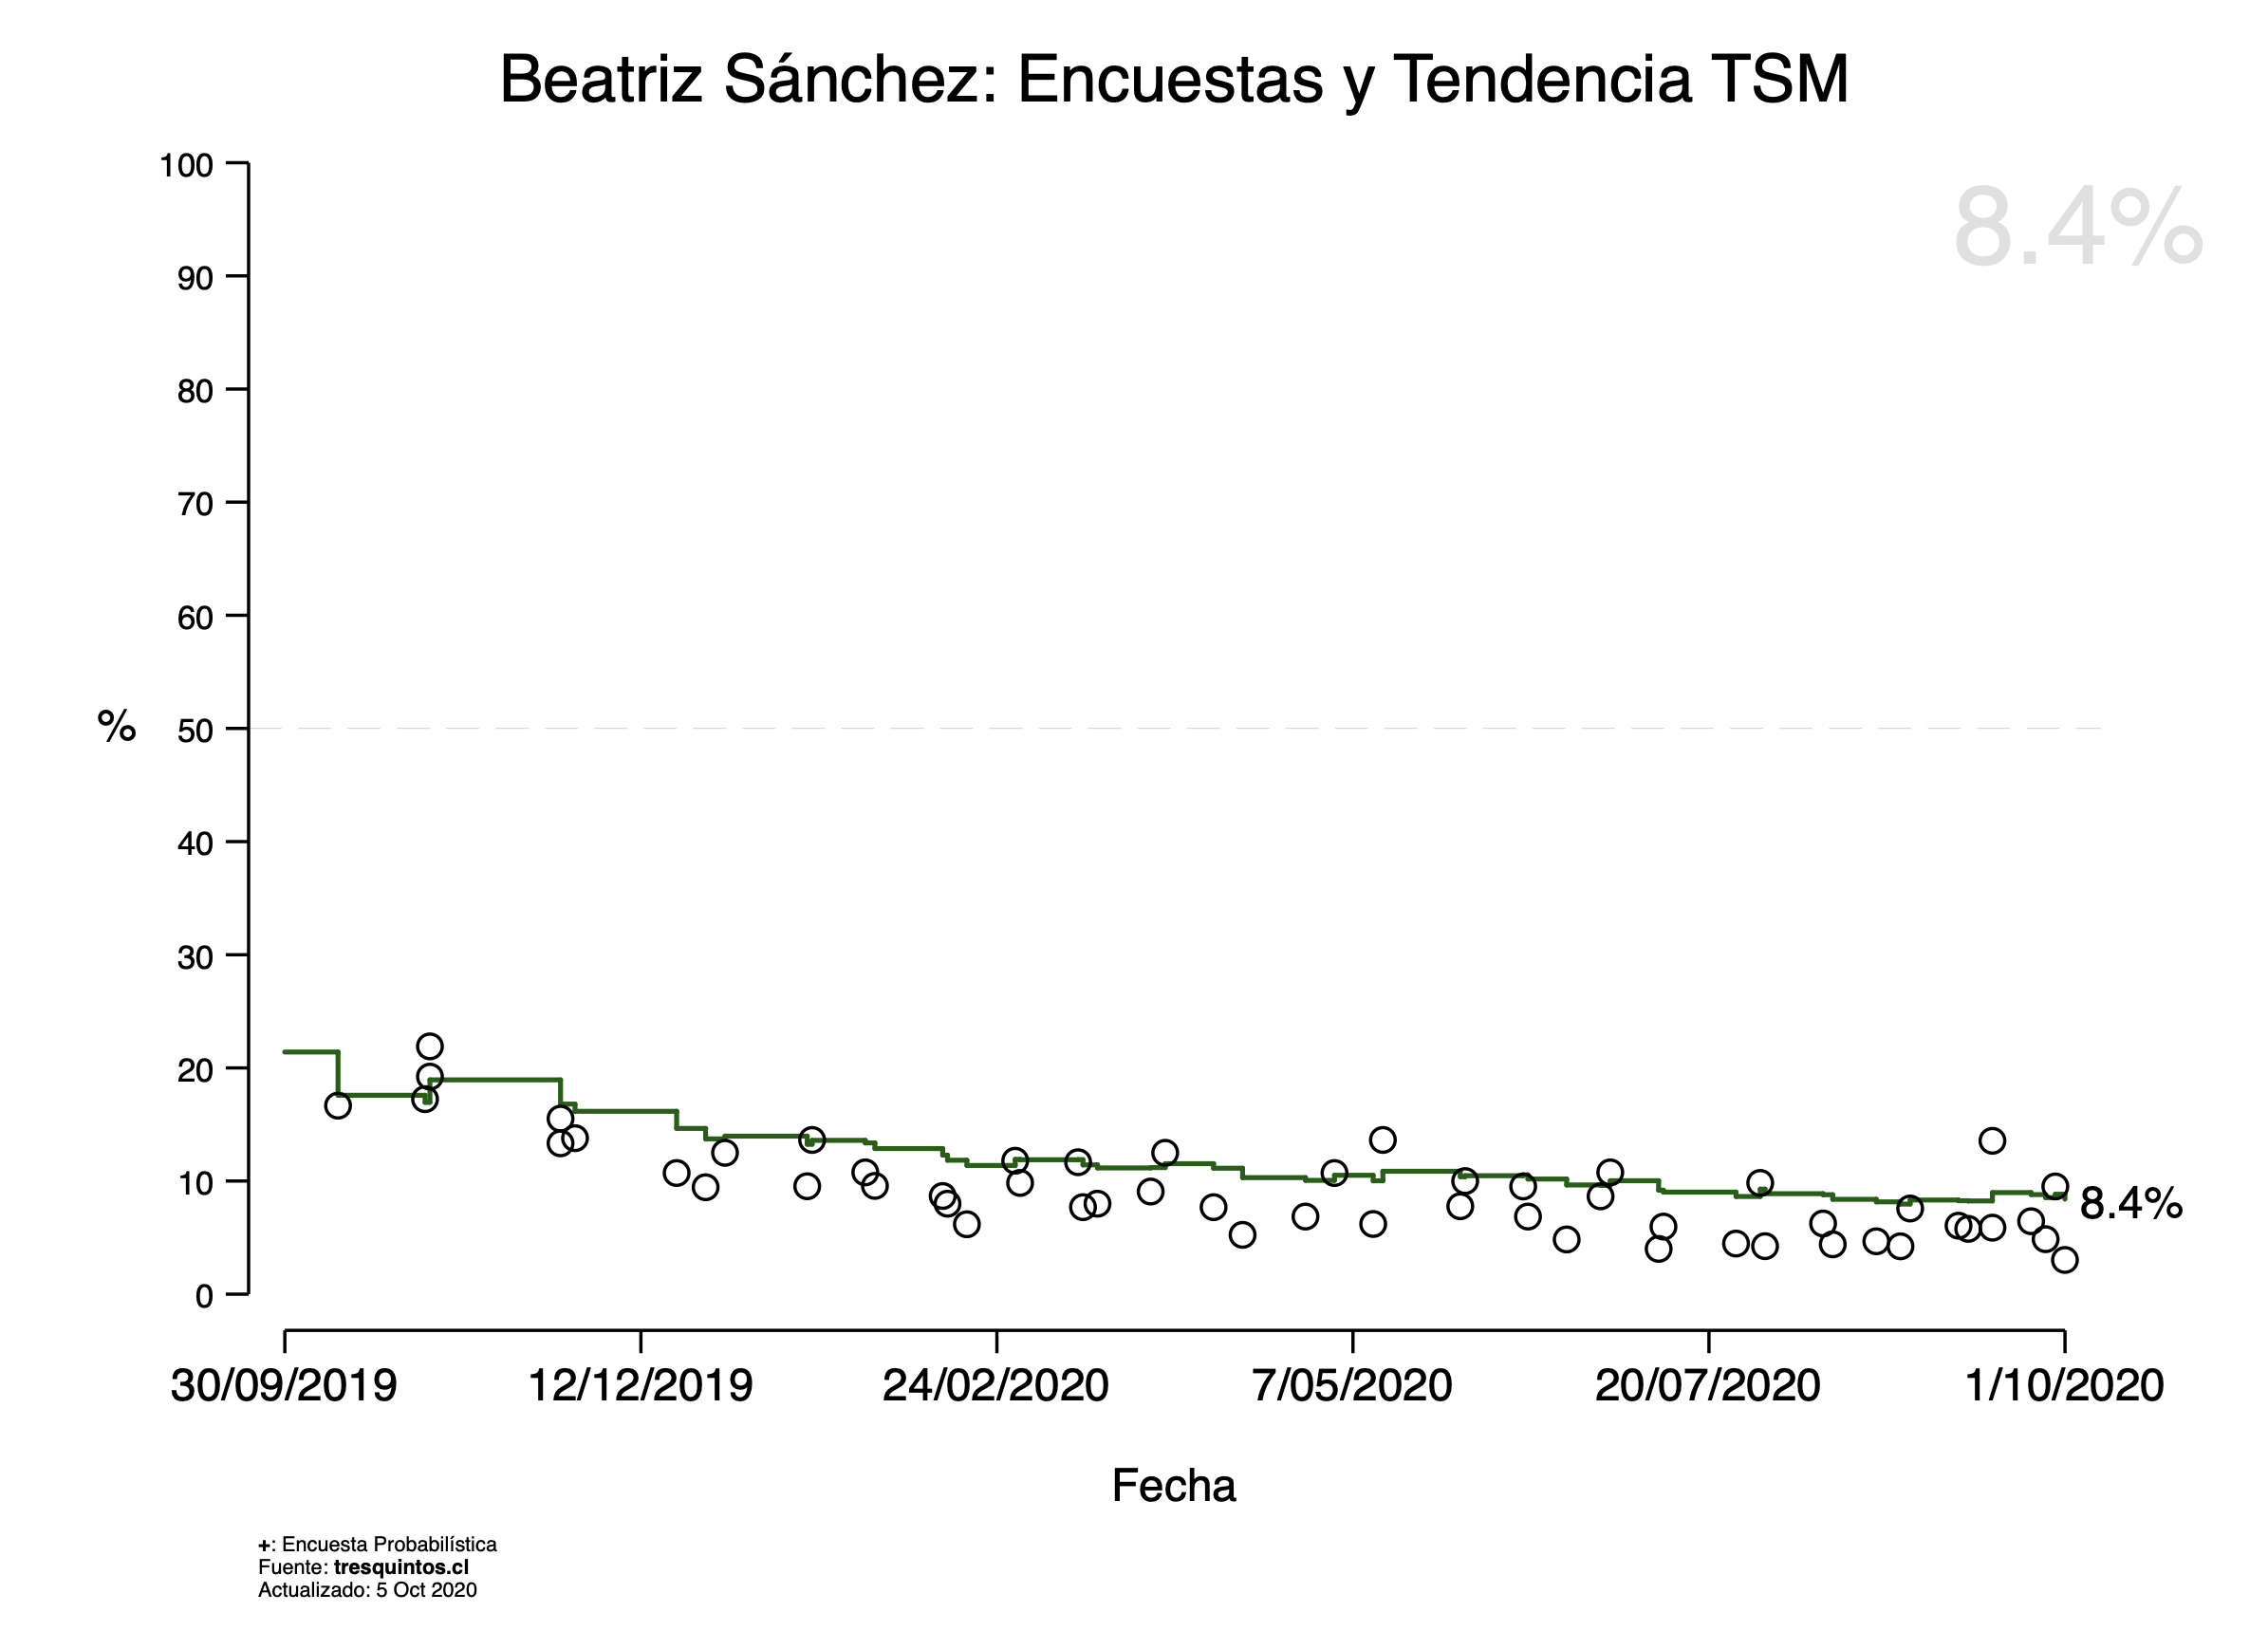 Beatriz Sánchez: Encuestas y Tendencia TSM
8.4%
100
90
80
70
60
50
40
30
20
10
0
%
8.4%
30/09/2019 12/12/2019 24/02/2020 7/05/2020 20/07/2020 1/10/2020
Fecha
+: Encuesta Probabilística
Fuente: tresquintos.cl
Actualizado: 5 Oct 2020